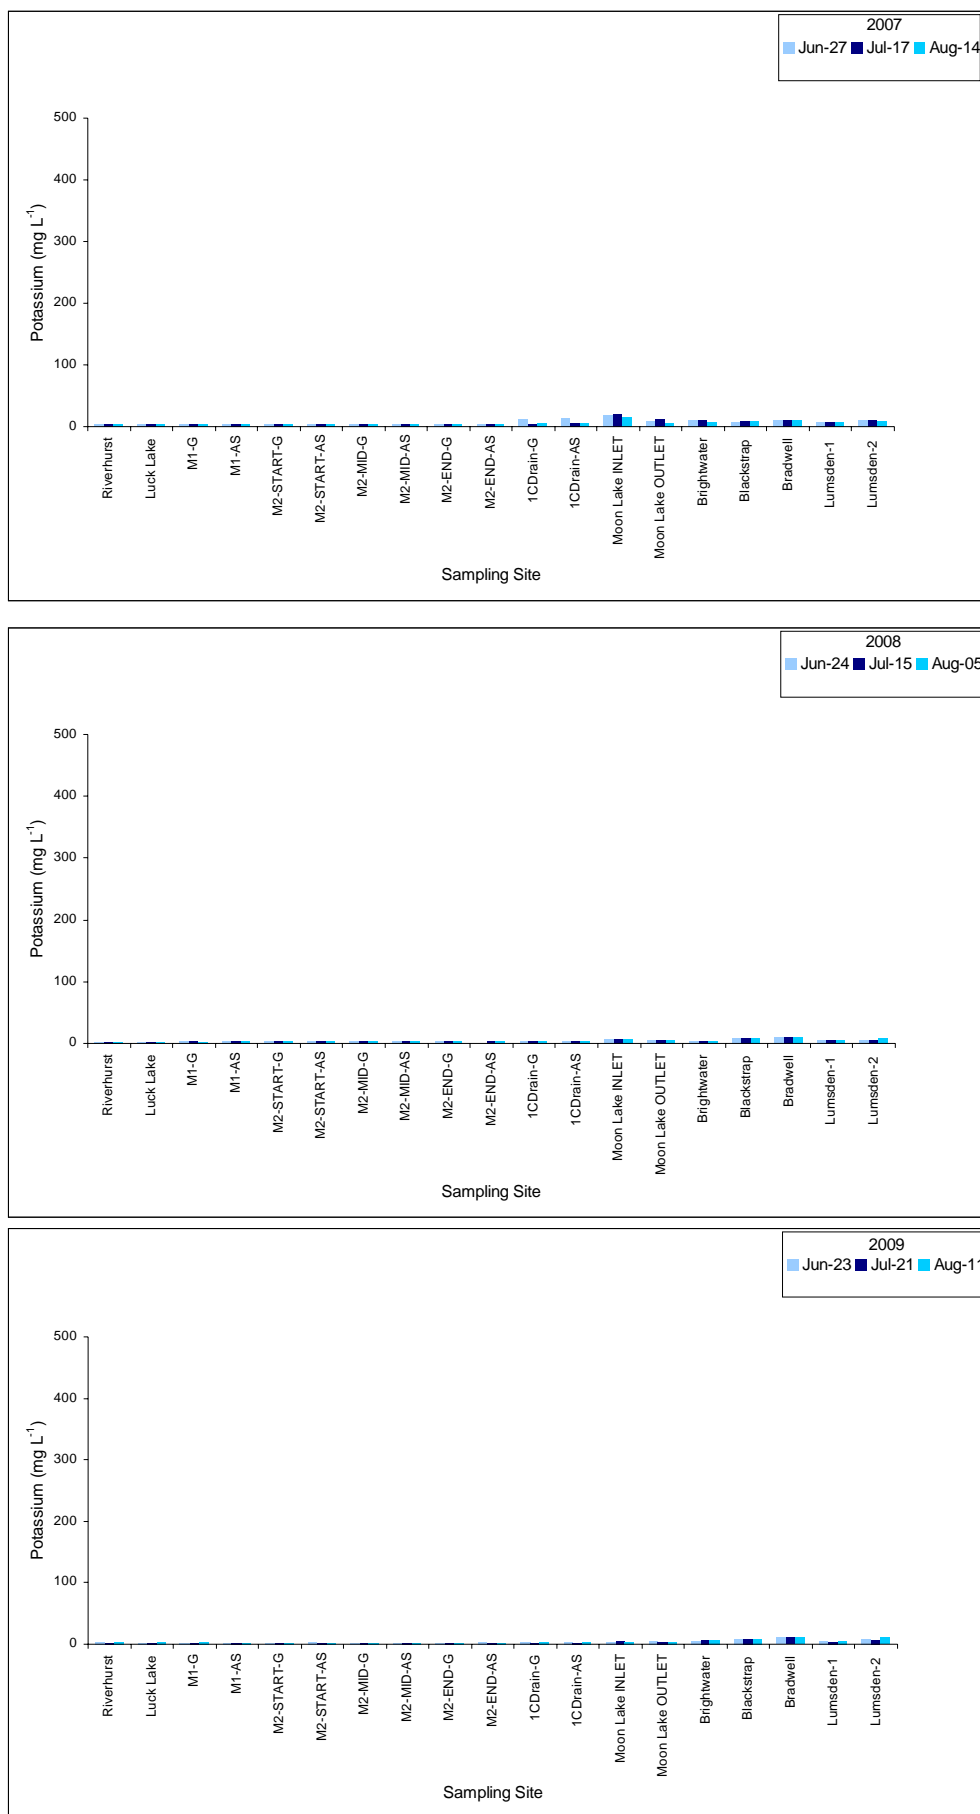 2007
Jun-27 Jul-17 Aug-14
500
400
300
200
100
0
Potassium (mg L-1)
Riverhurst
Luck Lake
M1-G
M1-AS
M2-START-G
M2-START-AS
M2-MID-G
M2-MID-AS
M2-END-G
M2-END-AS
1CDrain-G
1CDrain-AS
Moon Lake INLET
Moon Lake OUTLET
Brightwater
Blackstrap
Bradwell
Lumsden-1
Lumsden-2
Sampling Site
2008
Jun-24 Jul-15 Aug-05
500
400
300
200
100
0
Potassium (mg L-1)
Riverhurst
Luck Lake
M1-G
M1-AS
M2-START-G
M2-START-AS
M2-MID-G
M2-MID-AS
M2-END-G
M2-END-AS
1CDrain-G
1CDrain-AS
Moon Lake INLET
Moon Lake OUTLET
Brightwater
Blackstrap
Bradwell
Lumsden-1
Lumsden-2
Sampling Site
2009
Jun-23 Jul-21 Aug-11
500
400
300
200
100
0
Potassium (mg L-1)
Riverhurst
Luck Lake
M1-G
M1-AS
M2-START-G
M2-START-AS
M2-MID-G
M2-MID-AS
M2-END-G
M2-END-AS
1CDrain-G
1CDrain-AS
Moon Lake INLET
Moon Lake OUTLET
Brightwater
Blackstrap
Bradwell
Lumsden-1
Lumsden-2
Sampling Site